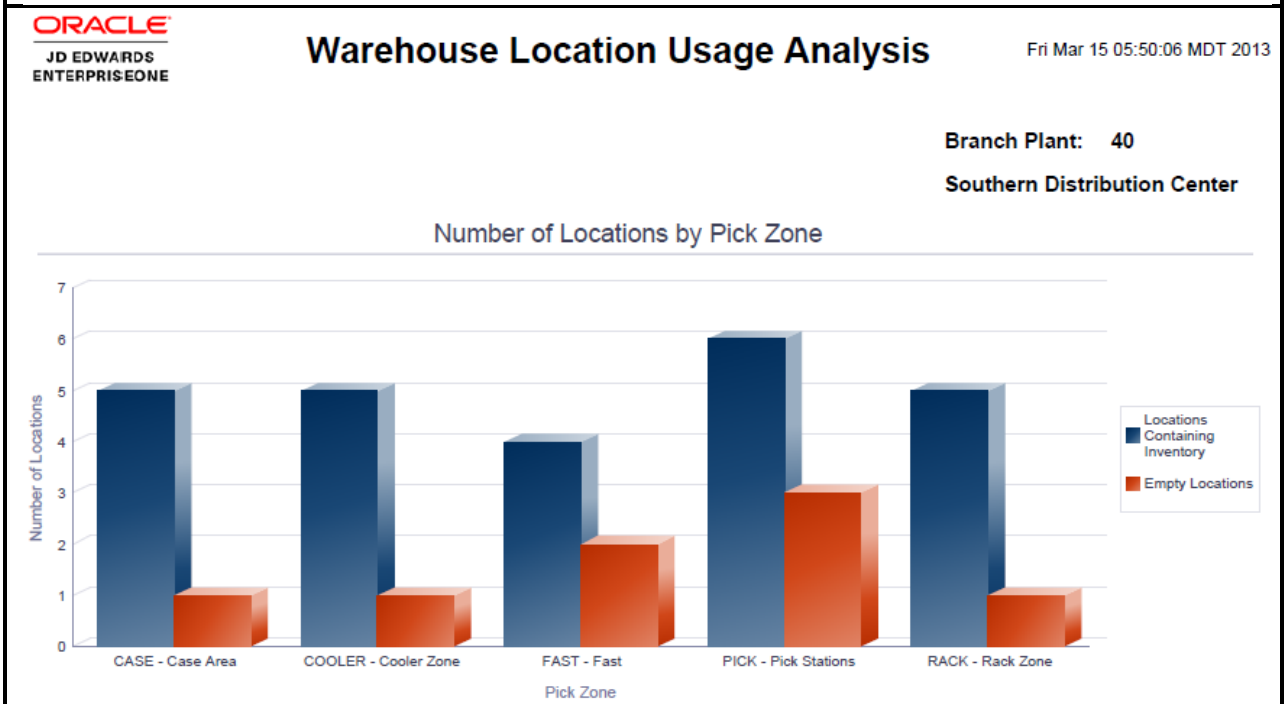 ORACLE
JD EDWARDS
ENTERPRISEONE
Warehouse Location Usage Analysis
Fri Mar 15 05:50:06 MDT 2013
Branch Plant: 40
Southern Distribution Center
Number of Locations by Pick Zone
Number of Locations
7
6
5
4
3
2
1
0
CASE - Case Area
COOLER - Cooler Zone
FAST - Fast
PICK - Pick Stations
RACK - Rack Zone
Pick Zone
Locations
Containing
Inventory
Empty Locations